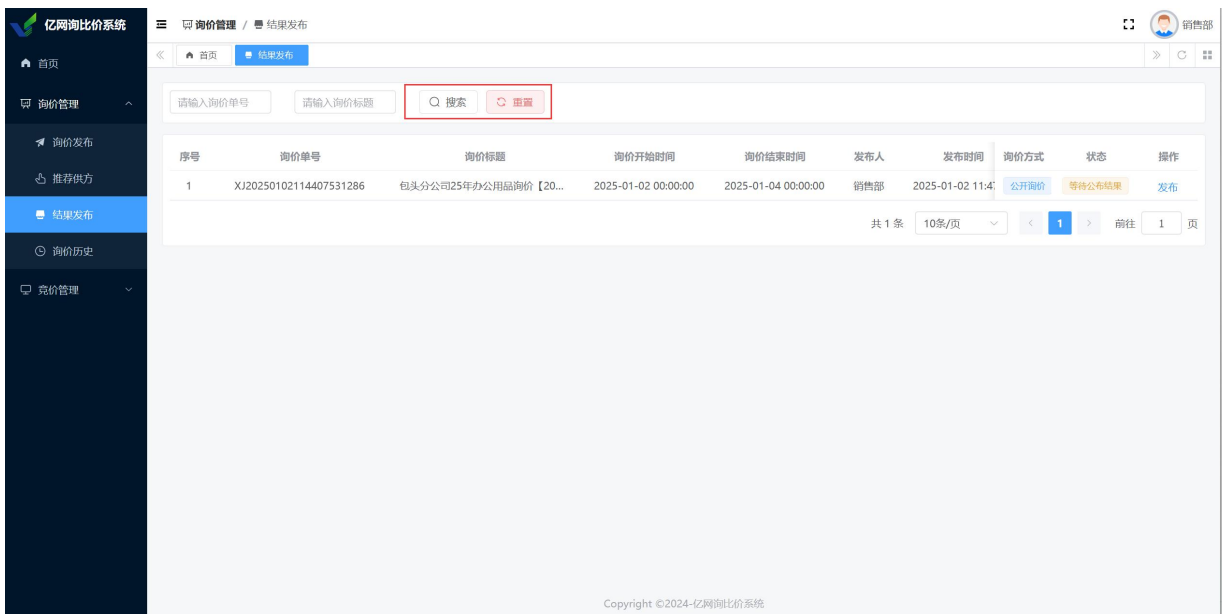 亿网询比价系统
询价管理 / 结果发布
销售部
首页
结果发布
首页
询价管理
询价发布
推荐供方
结果发布
询价历史
竞价管理
请输入询价单号 请输入询价标题 搜索 重置
序号 询价单号 询价标题 询价开始时间 询价结束时间 发布人 发布时间 询价方式 状态 操作
1 XJ20250102114407531286 包头分公司25年办公用品询价【20... 2025-01-02 00:00:00 2025-01-04 00:00:00 销售部 2025-01-02 11:47 公开询价 等待公布结果 发布
共 1 条 10条/页 1 前往 1 页
Copyright ©2024-亿网询比价系统